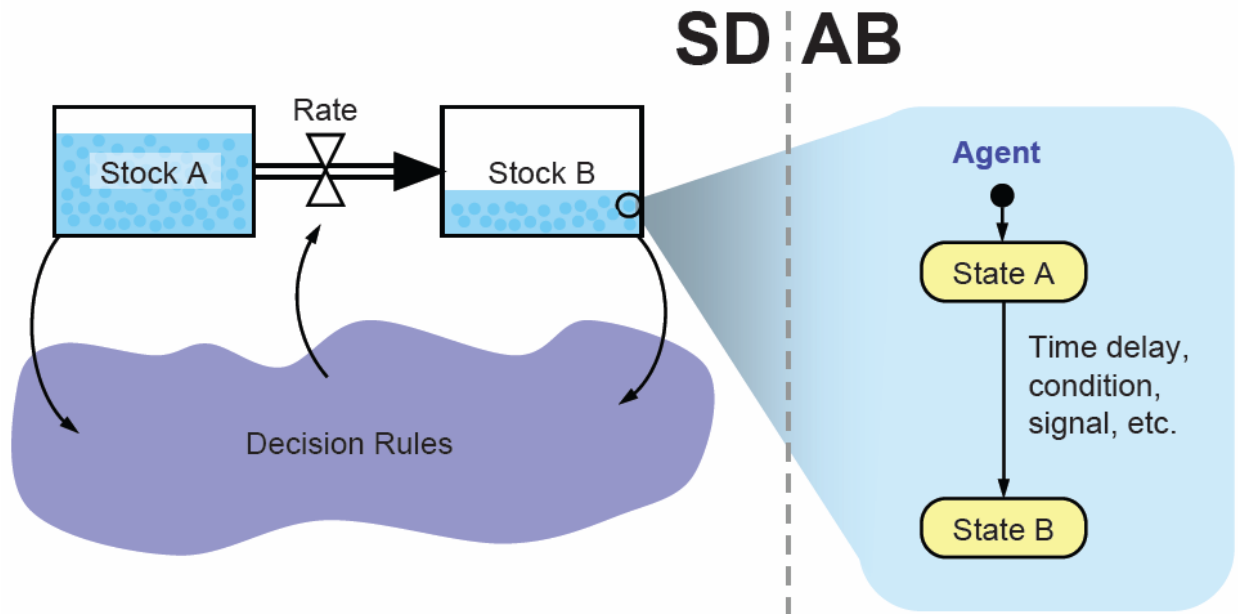 SD AB
Rate
Stock A
Stock B
Decision Rules
Agent
State A
Time delay,
condition,
signal, etc.
State B